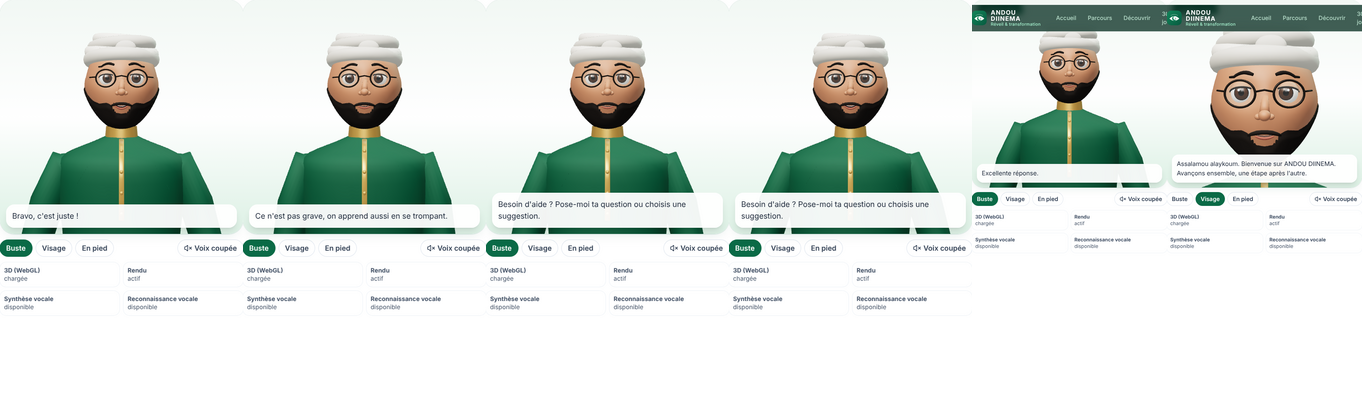 Bravo, c'est juste !
Buste
Visage
En pied
Voix coupée
3D (WebGL)
chargée
Rendu
actif
Synthèse vocale
disponible
Reconnaissance vocale
disponible
Ce n'est pas grave, on apprend aussi en se trompant.
Buste
Visage
En pied
Voix coupée
3D (WebGL)
chargée
Rendu
actif
Synthèse vocale
disponible
Reconnaissance vocale
disponible
Besoin d'aide ? Pose-moi ta question ou choisis une
suggestion.
Buste
Visage
En pied
Voix coupée
3D (WebGL)
chargée
Rendu
actif
Synthèse vocale
disponible
Reconnaissance vocale
disponible
Besoin d'aide ? Pose-moi ta question ou choisis une
suggestion.
Buste
Visage
En pied
Voix coupée
3D (WebGL)
chargée
Rendu
actif
Synthèse vocale
disponible
Reconnaissance vocale
disponible
ANDOU
DIINEMA
Réveil & transformation
Accueil
Parcours
Découvrir
Excellente réponse.
Buste
Visage
En pied
Voix coupée
3D (WebGL)
chargée
Rendu
actif
Synthèse vocale
disponible
Reconnaissance vocale
disponible
ANDOU
DIINEMA
Réveil & transformation
Accueil
Parcours
Découvrir
Assalamou alaykoum. Bienvenue sur ANDOU DIINEMA.
Avançons ensemble, une étape après l'autre.
Buste
Visage
En pied
Voix coupée
3D (WebGL)
chargée
Rendu
actif
Synthèse vocale
disponible
Reconnaissance vocale
disponible